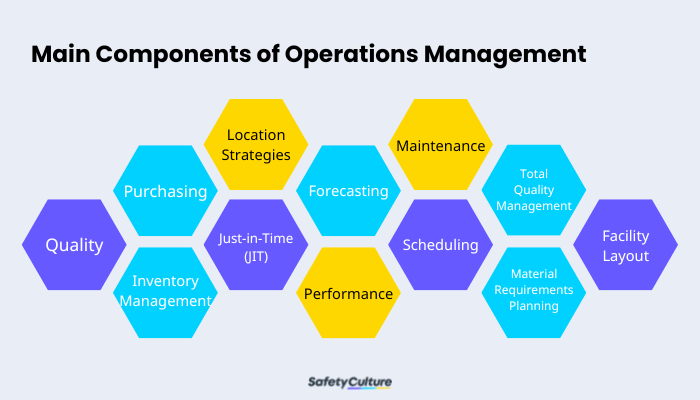 Main Components of Operations Management
Location
Strategies
Maintenance
Purchasing
Forecasting
Total
Quality
Management
Quality
Just-in-Time
(JIT)
Scheduling
Facility
Layout
Inventory
Management
Performance
Material
Requirements
Planning
SafetyCulture